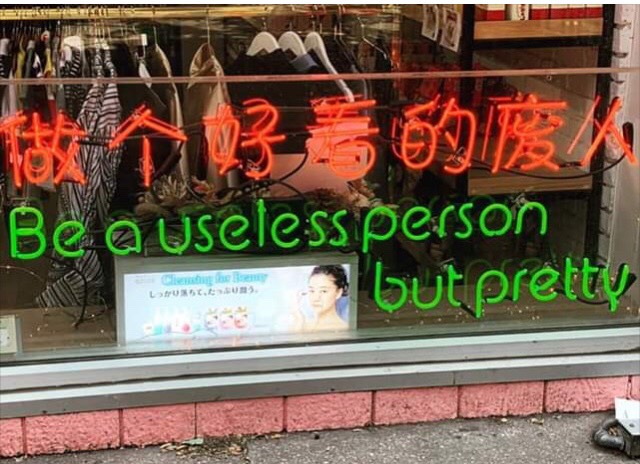 做个好看的废人
Be a useless person
but pretty
Cleansing for Beauty
しっかり落ちて、たっぷり潤う。